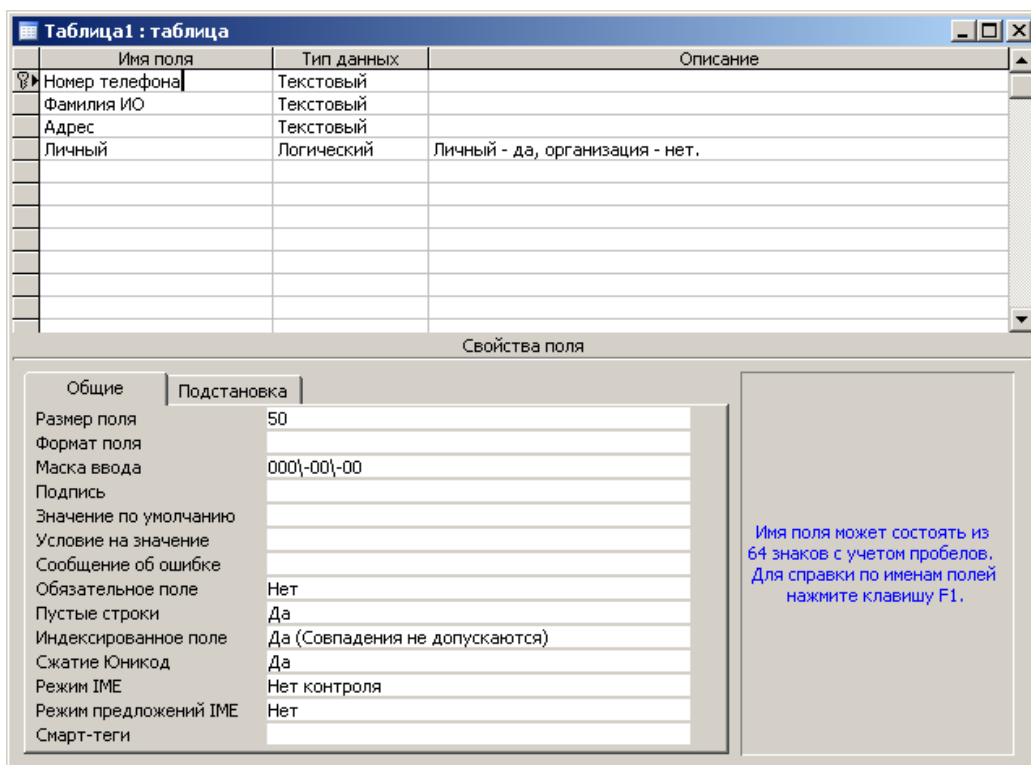 Таблица1 : таблица
Имя поля Тип данных Описание
Номер телефона Текстовый
Фамилия ИО Текстовый
Адрес Текстовый
Личный Логический Личный - да, организация - нет.
Свойства поля
Общие Подстановка
Размер поля 50
Формат поля
Маска ввода 000\-00\-00
Подпись
Значение по умолчанию
Условие на значение
Сообщение об ошибке
Обязательное поле Нет
Пустые строки Да
Индексированное поле Да (Совпадения не допускаются)
Сжатие Юникод Да
Режим IME Нет контроля
Режим предложений IME Нет
Смарт-теги
Имя поля может состоять из
64 знаков с учетом пробелов.
Для справки по именам полей
нажмите клавишу F1.